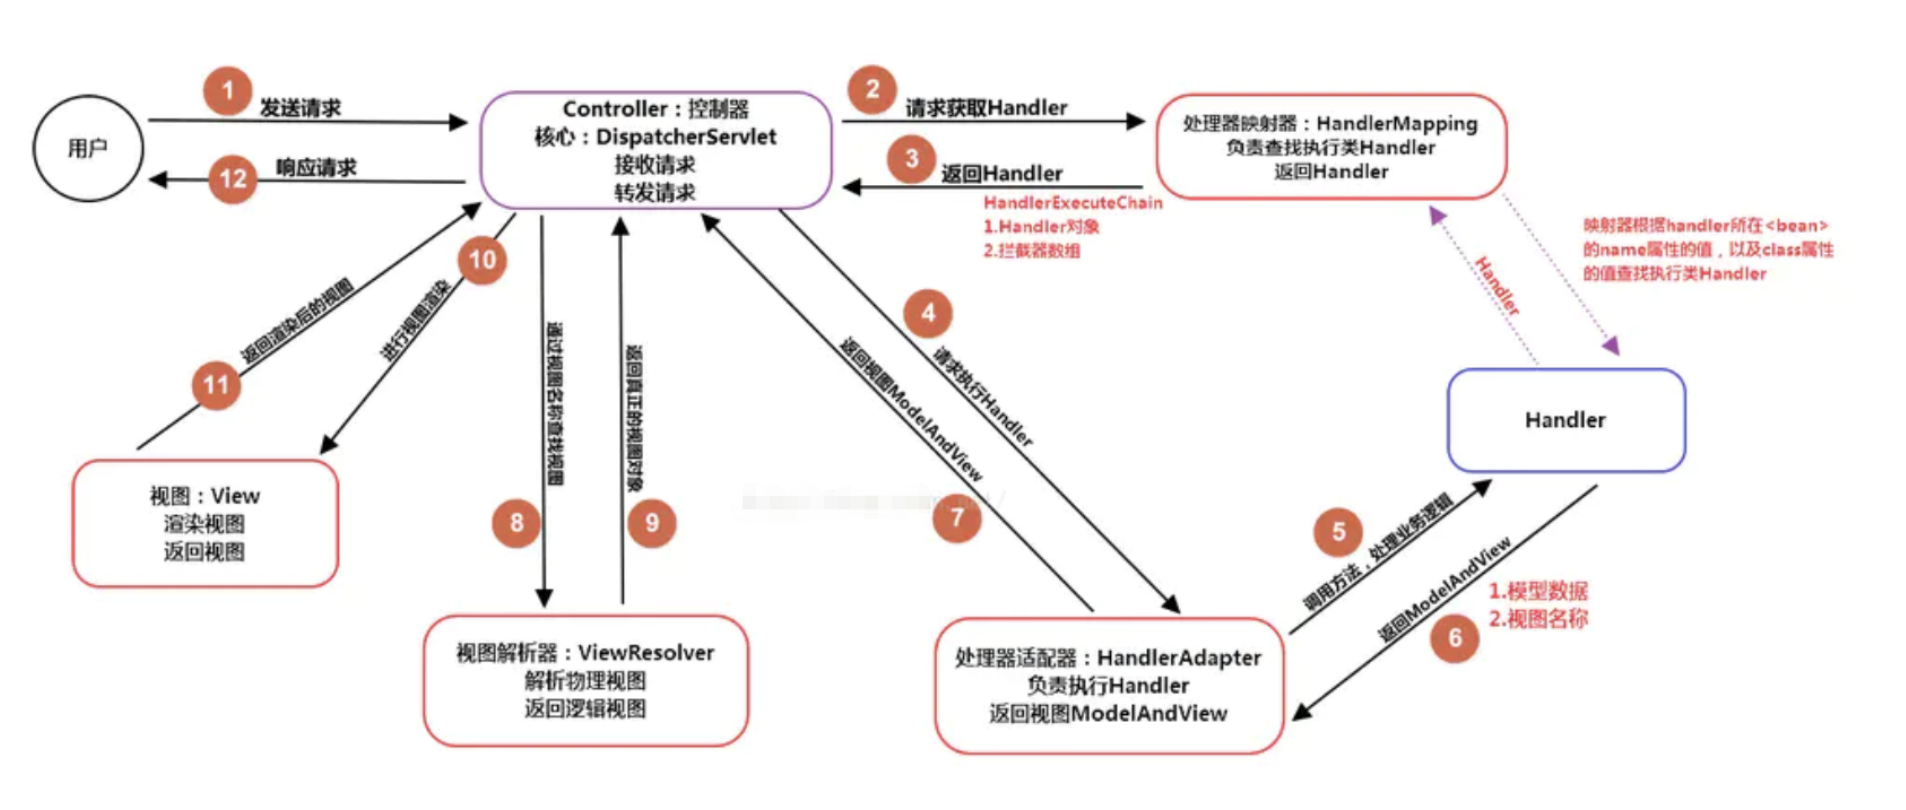 1
发送请求
用户
12
响应请求
Controller：控制器
核心：DispatcherServlet
接收请求
转发请求
2
请求获取Handler
3
返回Handler
HandlerExecuteChain
1.Handler对象
2.拦截器数组
处理器映射器：HandlerMapping
负责查找执行类Handler
返回Handler
Handler
映射器根据handler所在<bean>
的name属性的值，以及class属性
的值查找执行类Handler
Handler
4
请求执行Handler
5
调用方法，处理业务逻辑
6
返回ModelAndView
1.模型数据
2.视图名称
处理器适配器：HandlerAdapter
负责执行Handler
返回视图ModelAndView
7
返回视图ModelAndView
8
通过视图名称查找视图
9
返回真正的视图对象
视图解析器：ViewResolver
解析物理视图
返回逻辑视图
10
进行视图渲染
11
返回渲染后的视图
视图：View
渲染视图
返回视图